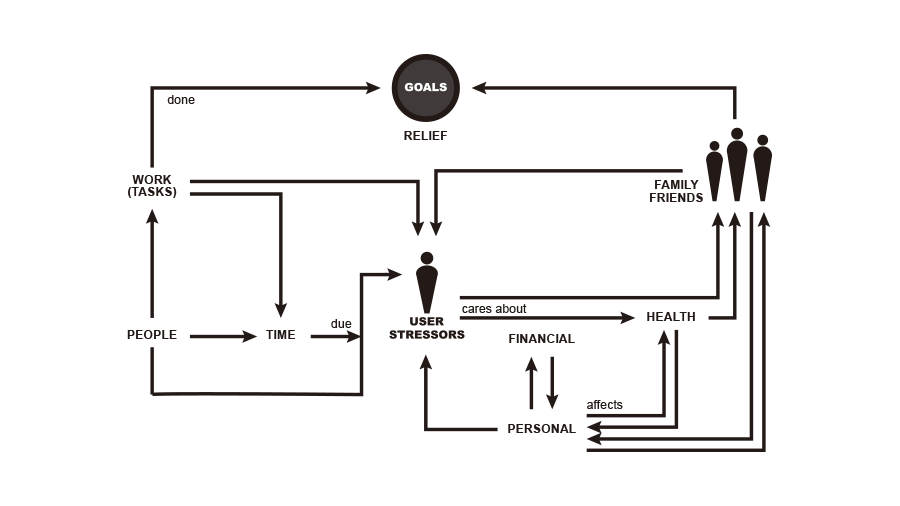 GOALS
done
RELIEF
WORK
(TASKS)
FAMILY
FRIENDS
cares about
USER
STRESSORS
HEALTH
due
PEOPLE
TIME
FINANCIAL
affects
PERSONAL